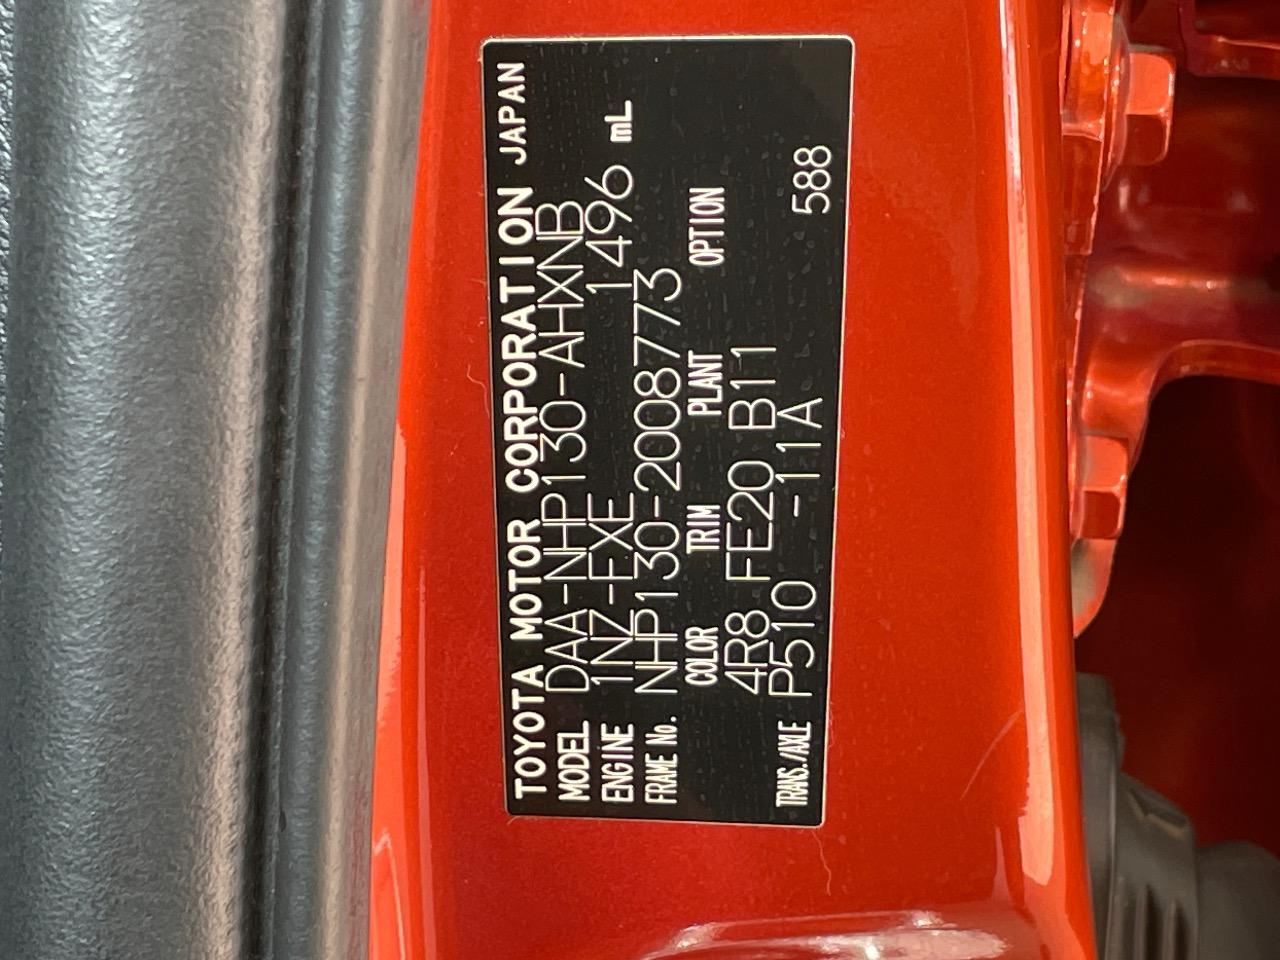 TOYOTA MOTOR CORPORATION JAPAN
MODEL DAA-NHP130-AHXNB
ENGINE 1NZ-FXE 1496 mL
FRAME No. NHP130-2008773
COLOR TRIM PLANT OPTION
4R8 FE20 B11
TRANS./AXLE P510 -11A 588